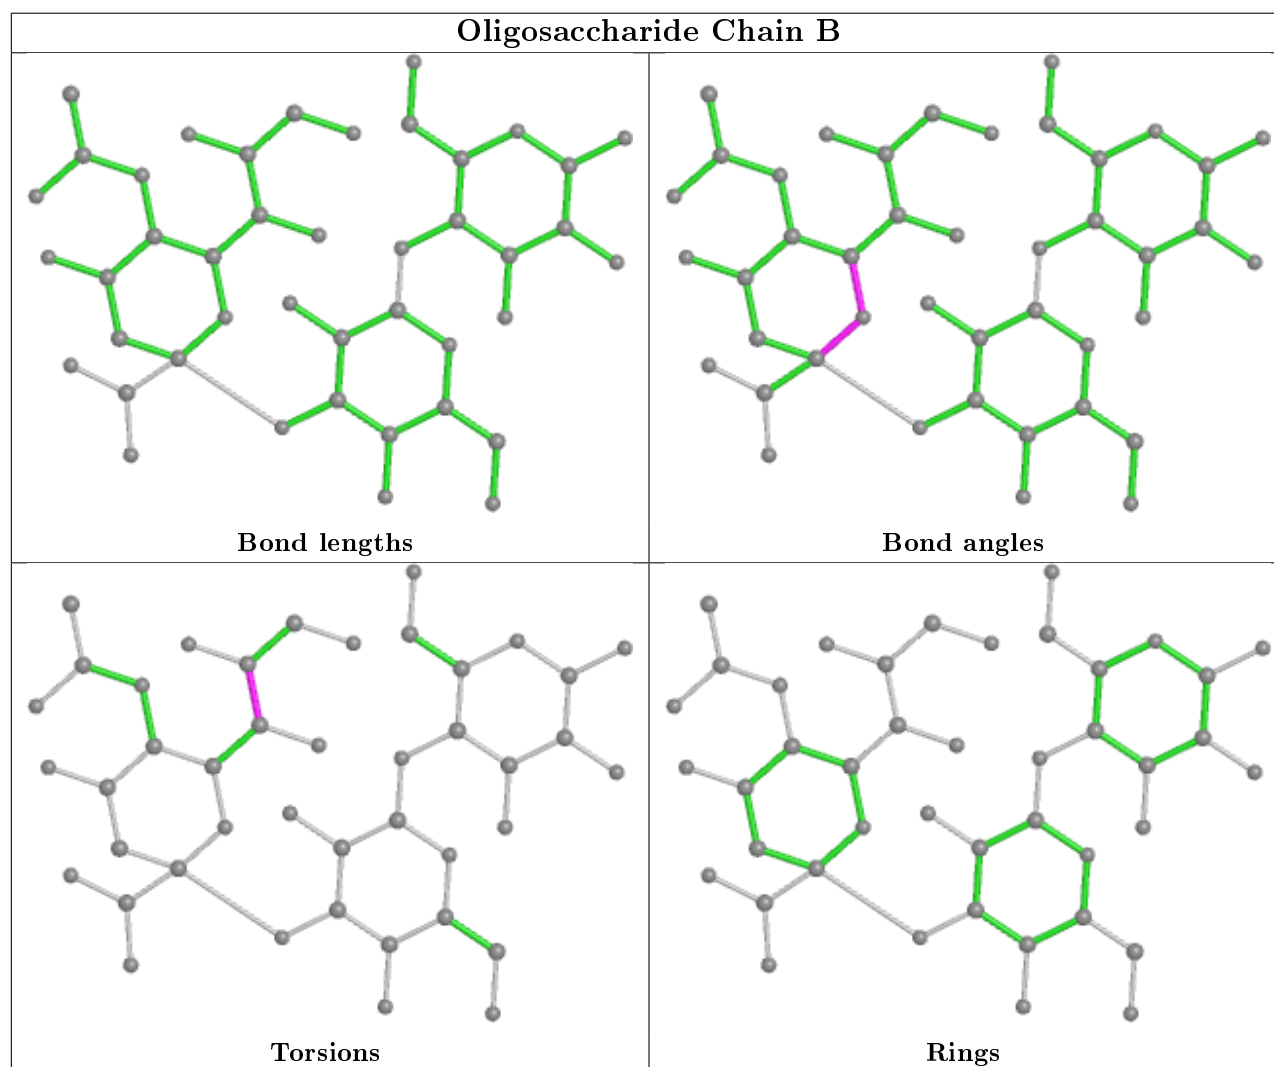 Oligosaccharide Chain B
Bond lengths
Bond angles
Torsions
Rings